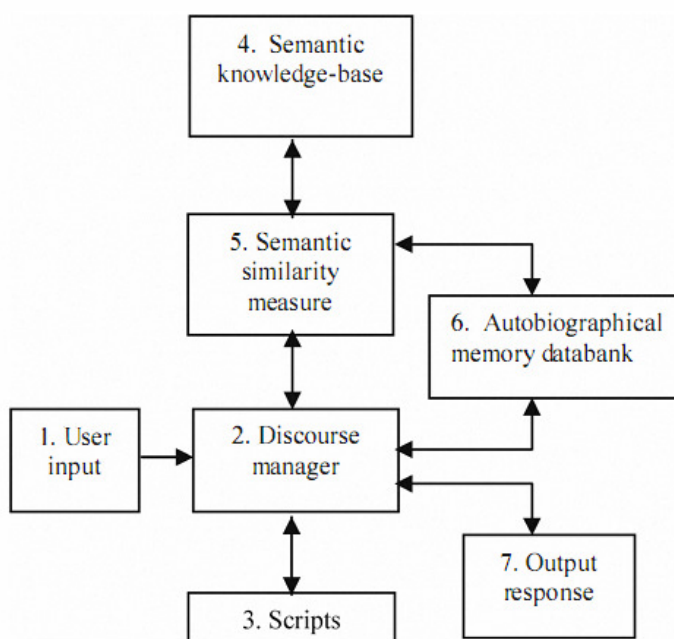 4. Semantic
knowledge-base
5. Semantic
similarity
measure
6. Autobiographical
memory databank
1. User
input
2. Discourse
manager
7. Output
response
3. Scripts